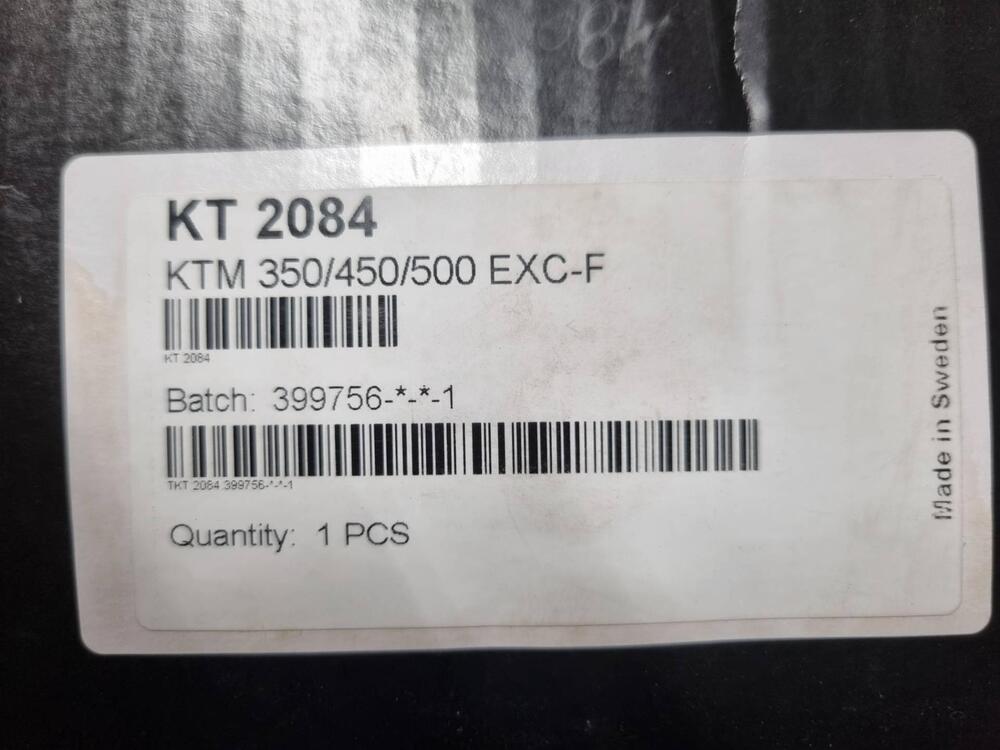 KT 2084
KTM 350/450/500 EXC-F
KT 2084
Batch: 399756-*-*-1
TKT 2084 399756-*-*-1
Quantity: 1 PCS
Made in Sweden